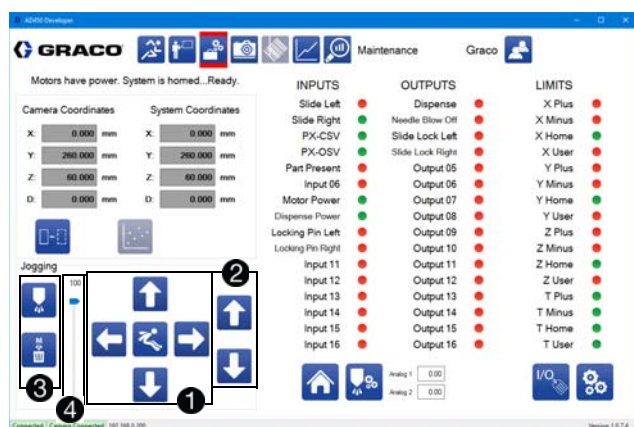 AD450 Developer
GRACO
Maintenance
Graco
Motors have power. System is homed...Ready.
Camera Coordinates
System Coordinates
X: 0.000 mm X: 0.000 mm
Y: 260.000 mm Y: 260.000 mm
Z: 60.000 mm Z: 60.000 mm
D: 0.000 mm D: 0.000 mm
Jogging
100
M
1
2
3
4
INPUTS OUTPUTS LIMITS
Slide Left Dispense X Plus
Slide Right Needle Blow Off X Minus
PX-CSV Slide Lock Left X Home
PX-OSV Slide Lock Right X User
Part Present Output 05 Y Plus
Input 06 Output 06 Y Minus
Motor Power Output 07 Y Home
Dispense Power Output 08 Y User
Locking Pin Left Output 09 Z Plus
Locking Pin Right Output 10 Z Minus
Input 11 Output 11 Z Home
Input 12 Output 12 Z User
Input 13 Output 13 T Plus
Input 14 Output 14 T Minus
Input 15 Output 15 T Home
Input 16 Output 16 T User
Analog 1 0.00
Analog 2 0.00
I/O
Connected Camera Connected 192.168.0.200
Version 1.0.7.4